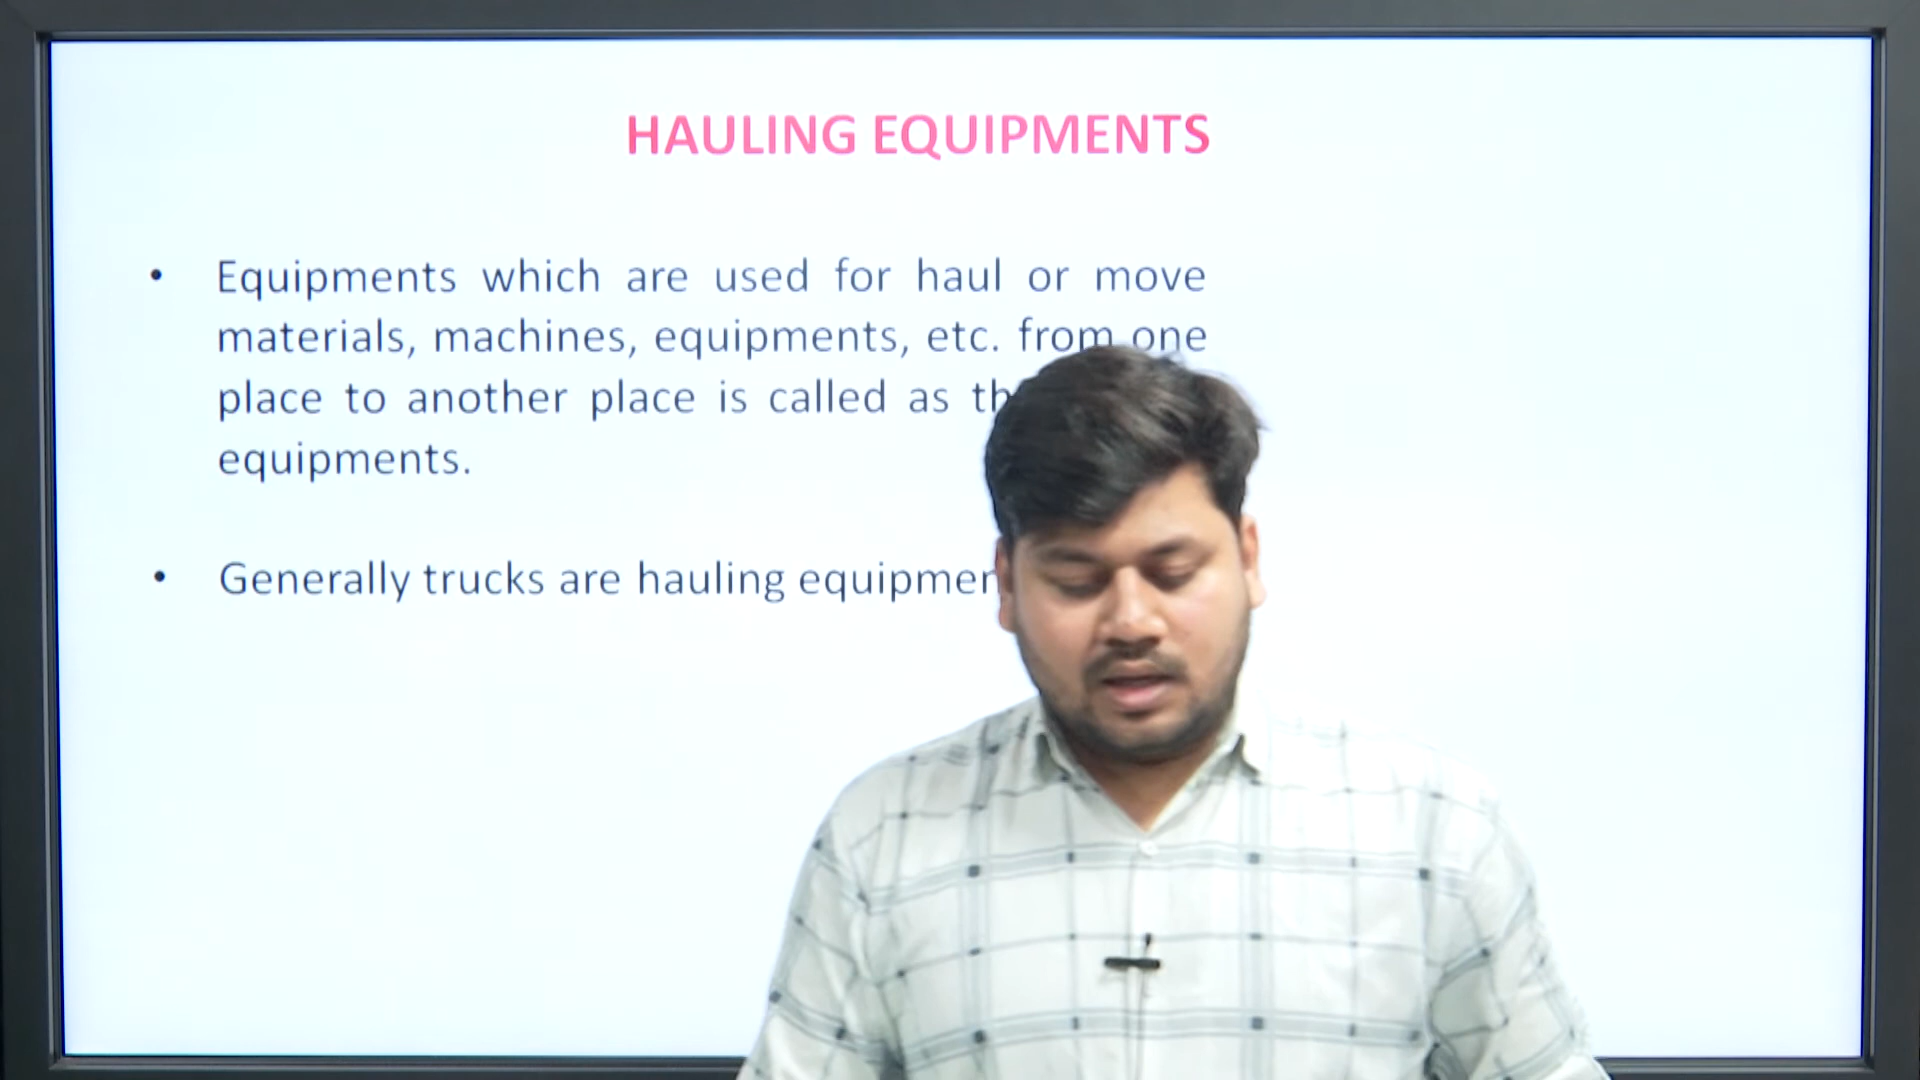 HAULING EQUIPMENTS
• Equipments which are used for haul or move
materials, machines, equipments, etc. from one
place to another place is called as
equipments.
• Generally trucks are hauling